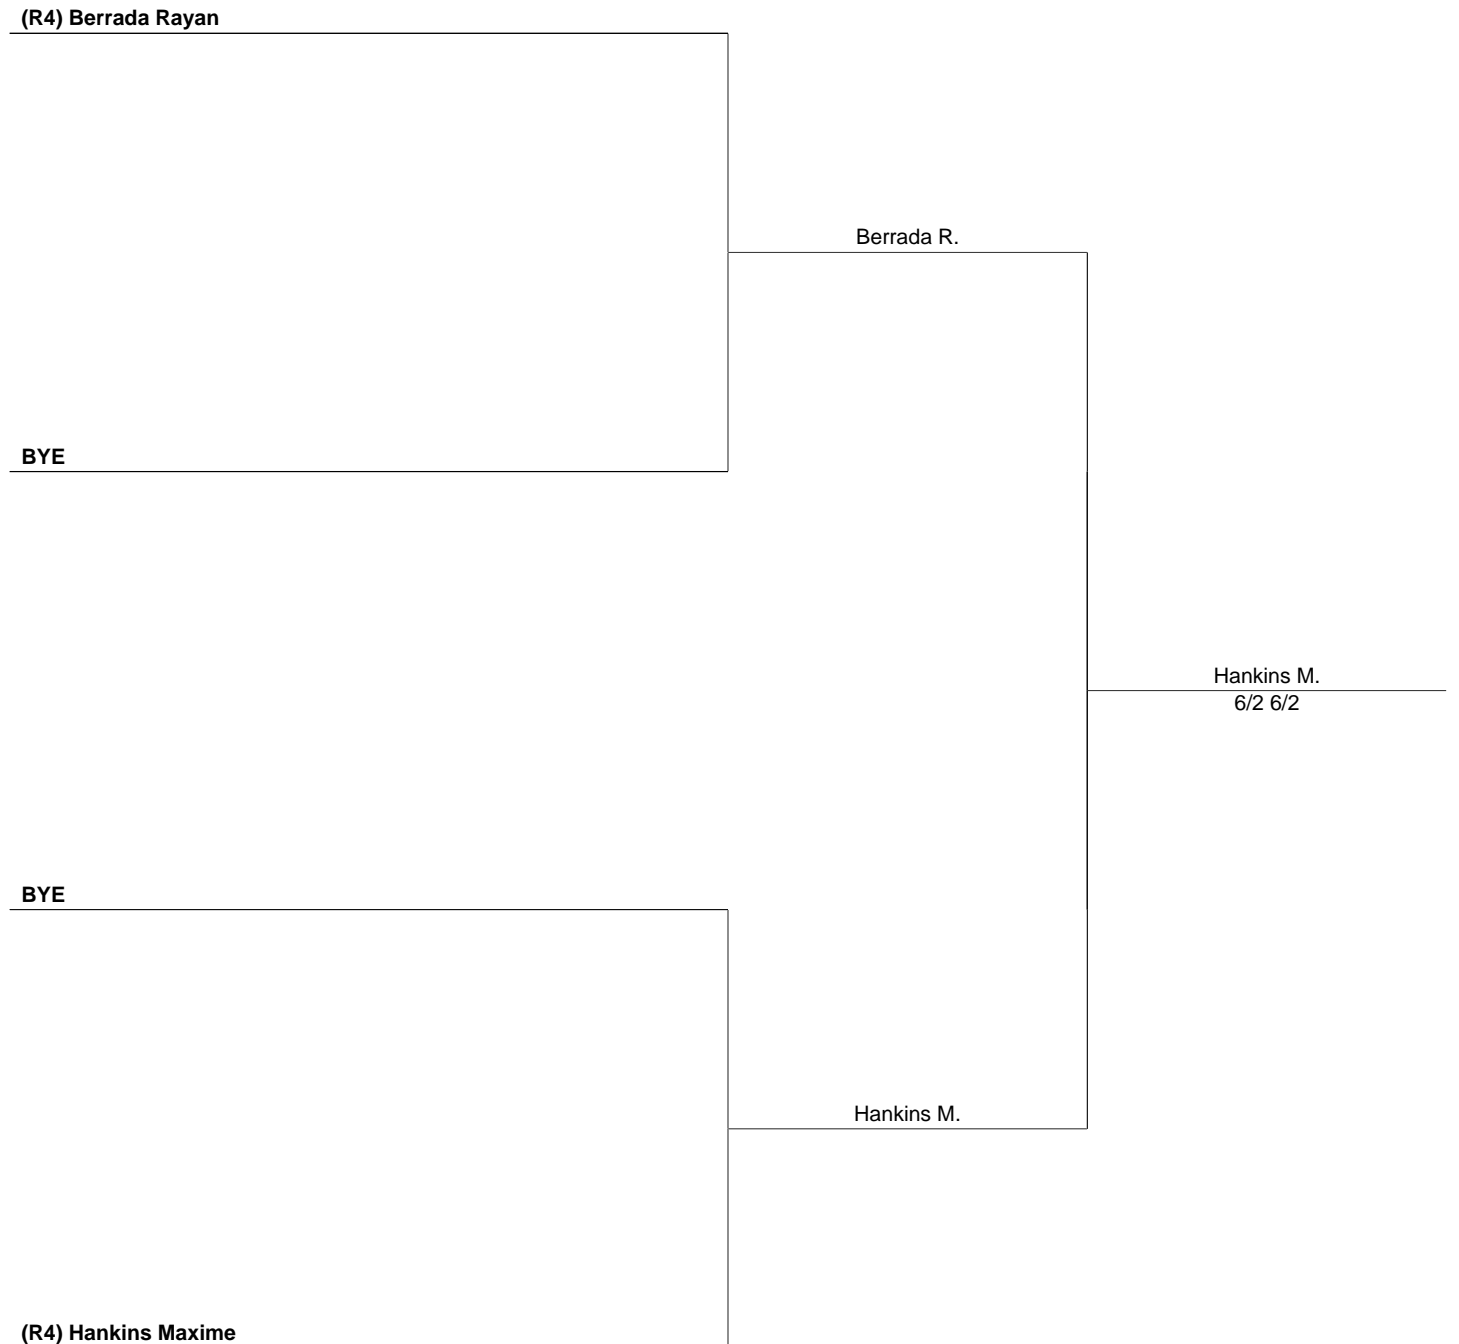 (R4) Berrada Rayan
Berrada R.
BYE
Hankins M.
6/2 6/2
BYE
Hankins M.
(R4) Hankins Maxime